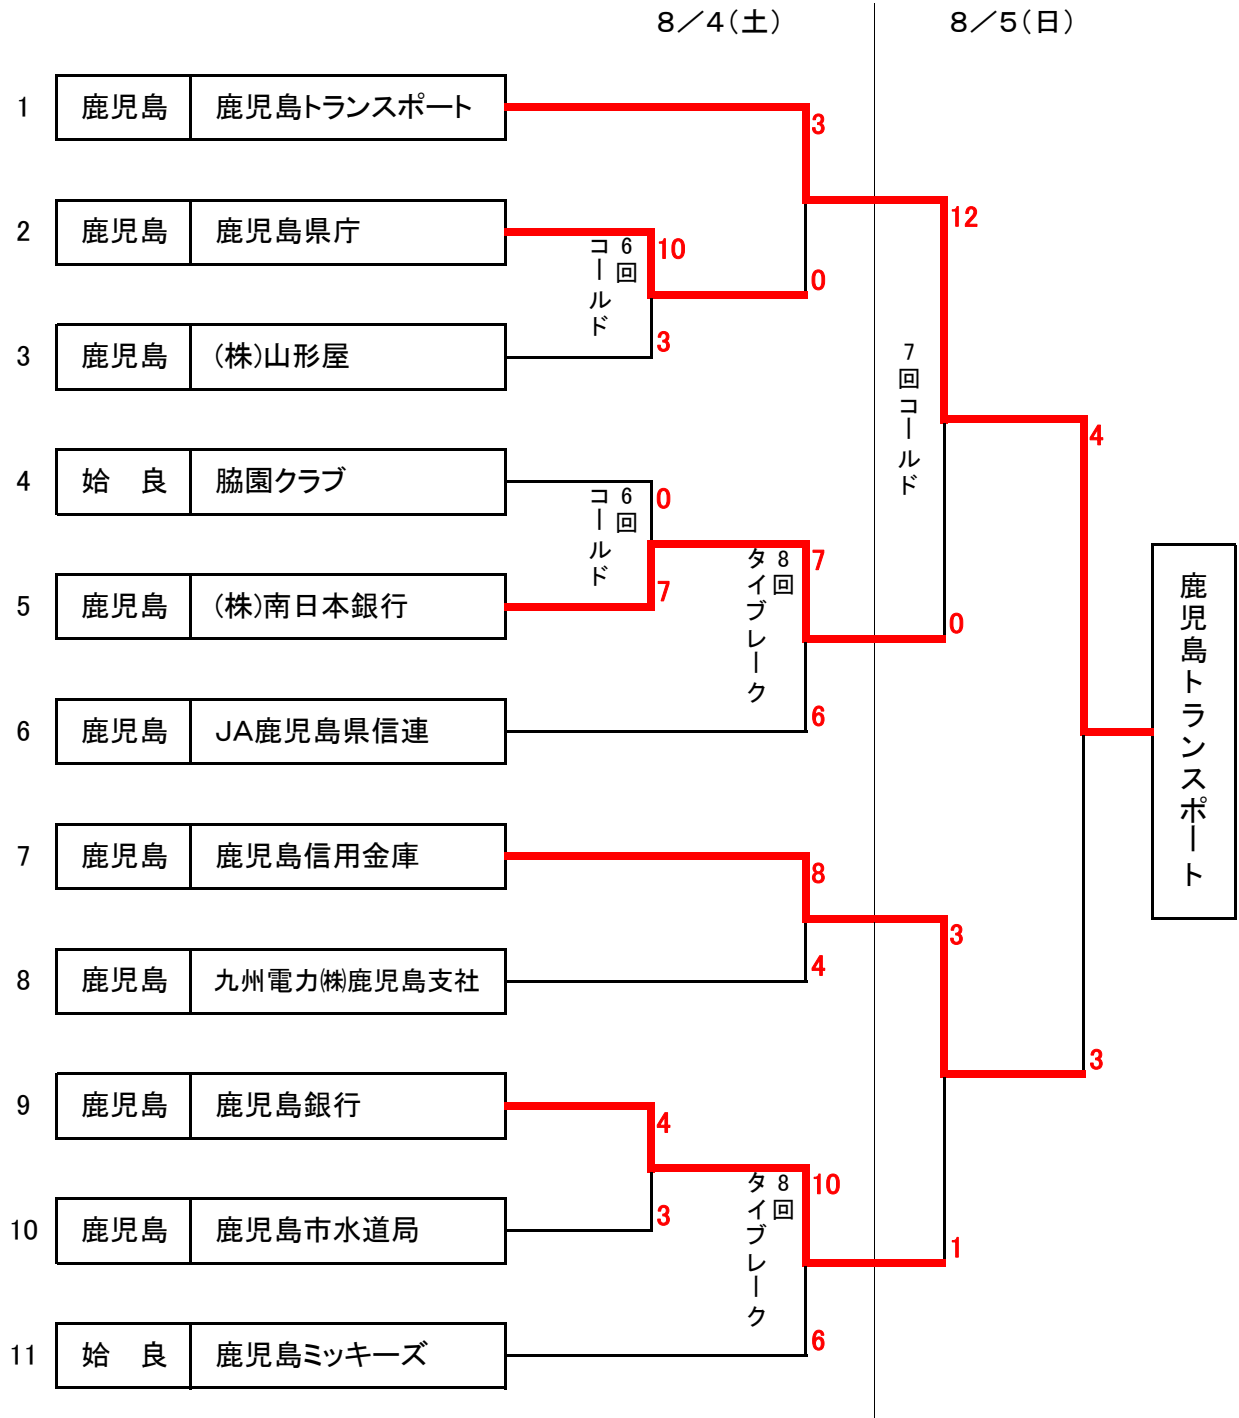 8／4(土)
8／5(日)
1 鹿児島 鹿児島トランスポート
3
2 鹿児島 鹿児島県庁
12
10
6回
コールド
0
3 鹿児島 (株)山形屋
3
7回コールド
4
4 鹿児島 脇園クラブ
0
6回
コールド
7
8回
タイブレーク
5 鹿児島 (株)南日本銀行
7
0
鹿児島トランスポート
6 鹿児島 JA鹿児島県信連
6
7 鹿児島 鹿児島信用金庫
8
3
8 鹿児島 九州電力㈱鹿児島支社
4
3
9 鹿児島 鹿児島銀行
4
10
8回
タイブレーク
10 鹿児島 鹿児島市水道局
3
1
11 姶　良 鹿児島ミッキーズ
6